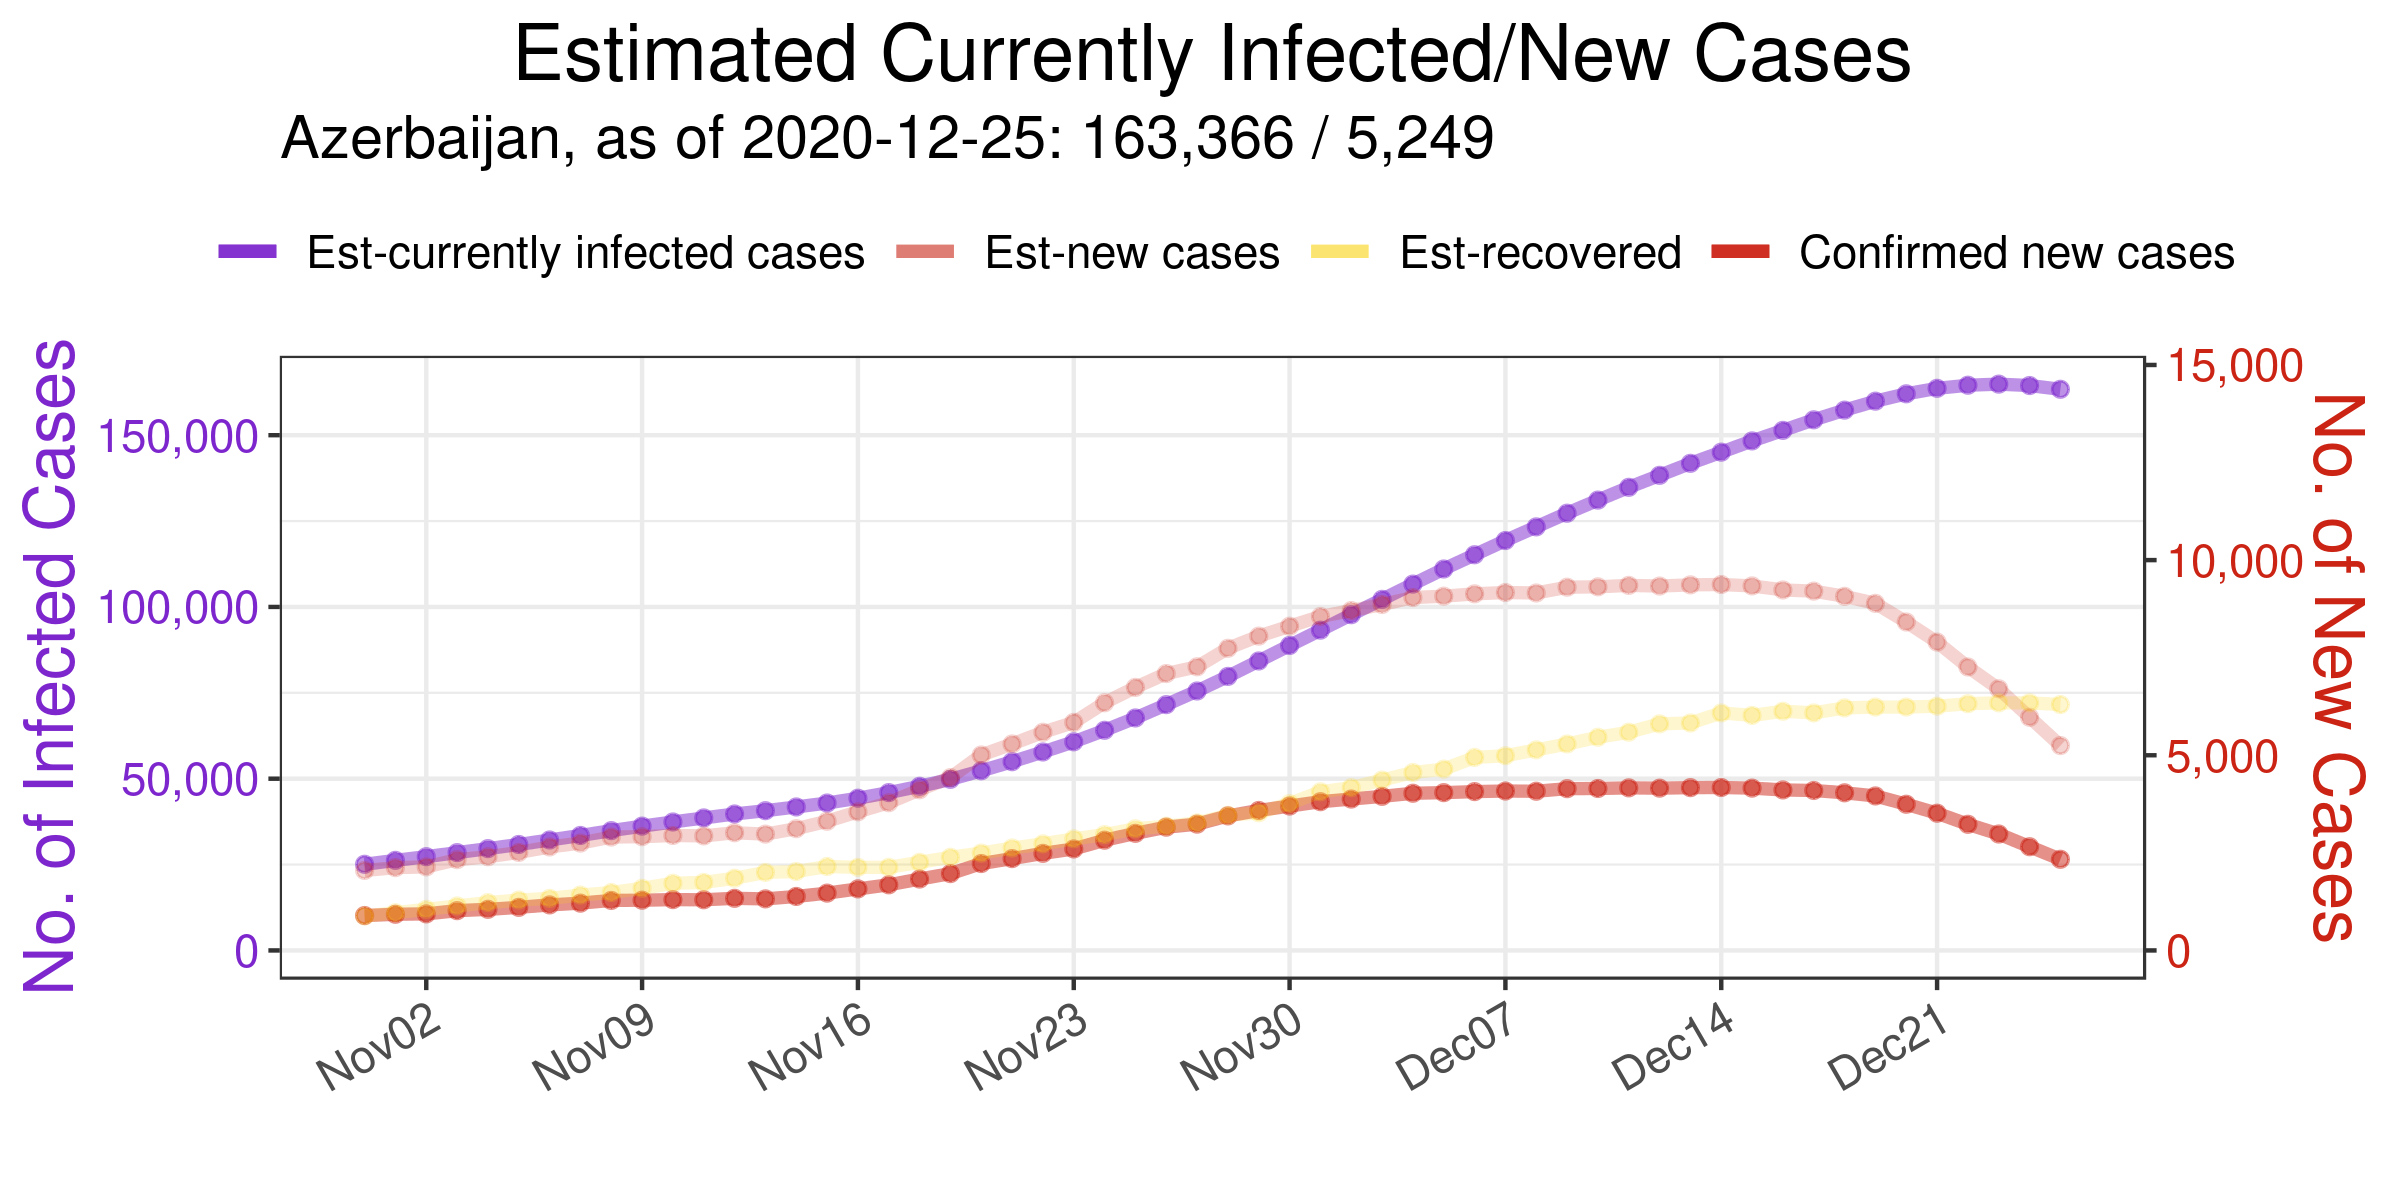 Estimated Currently Infected/New Cases
Azerbaijan, as of 2020-12-25: 163,366 / 5,249
Est-currently infected cases Est-new cases Est-recovered Confirmed new cases
No. of Infected Cases
150,000
100,000
50,000
0
15,000
10,000
5,000
0
No. of New Cases
Nov02 Nov09 Nov16 Nov23 Nov30 Dec07 Dec14 Dec21